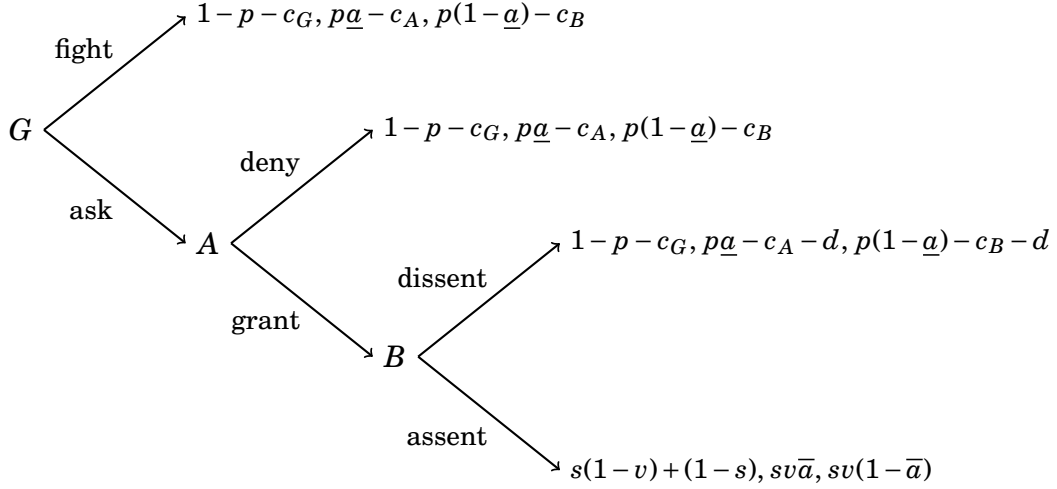 1 − p − c_G, pa̲ − c_A, p(1 − a̲) − c_B
fight
G
1 − p − c_G, pa̲ − c_A, p(1 − a̲) − c_B
deny
ask
A
1 − p − c_G, pa̲ − c_A − d, p(1 − a̲) − c_B − d
dissent
grant
B
assent
s(1 − v) + (1 − s), sva̅, sv(1 − a̅)